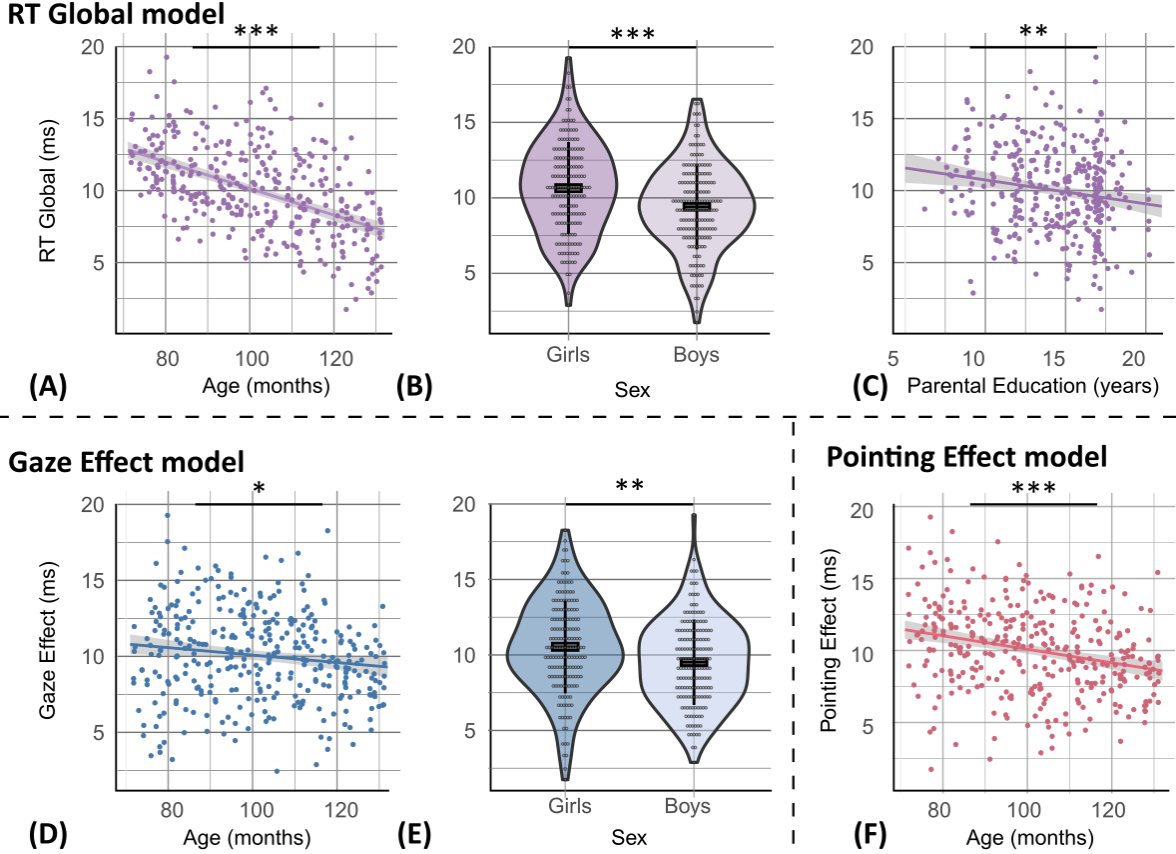 RT Global model
***
20
15
10
5
RT Global (ms)
80 100 120
(A) Age (months)
***
20
15
10
5
Girls Boys
(B) Sex
**
20
15
10
5
5 10 15 20
(C) Parental Education (years)
Gaze Effect model
*
20
15
10
5
Gaze Effect (ms)
80 100 120
(D) Age (months)
**
20
15
10
5
Girls Boys
(E) Sex
Pointing Effect model
***
20
15
10
5
Pointing Effect (ms)
80 100 120
(F) Age (months)